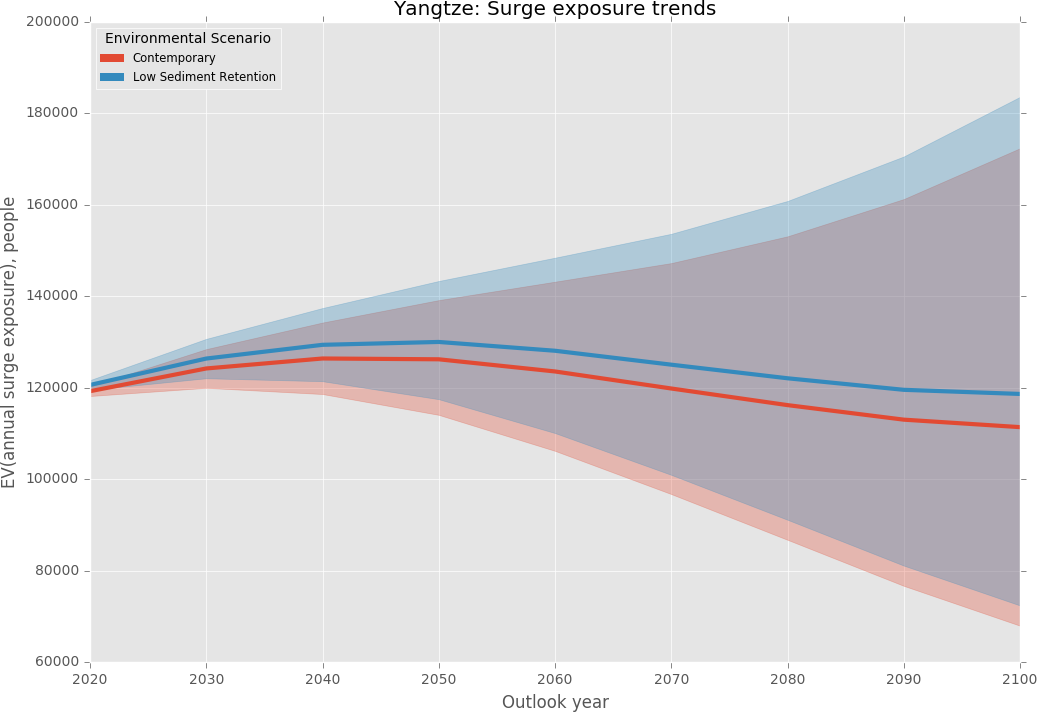 Yangtze: Surge exposure trends
Environmental Scenario
Contemporary
Low Sediment Retention
EV(annual surge exposure), people
200000
180000
160000
140000
120000
100000
80000
60000
2020 2030 2040 2050 2060 2070 2080 2090 2100
Outlook year